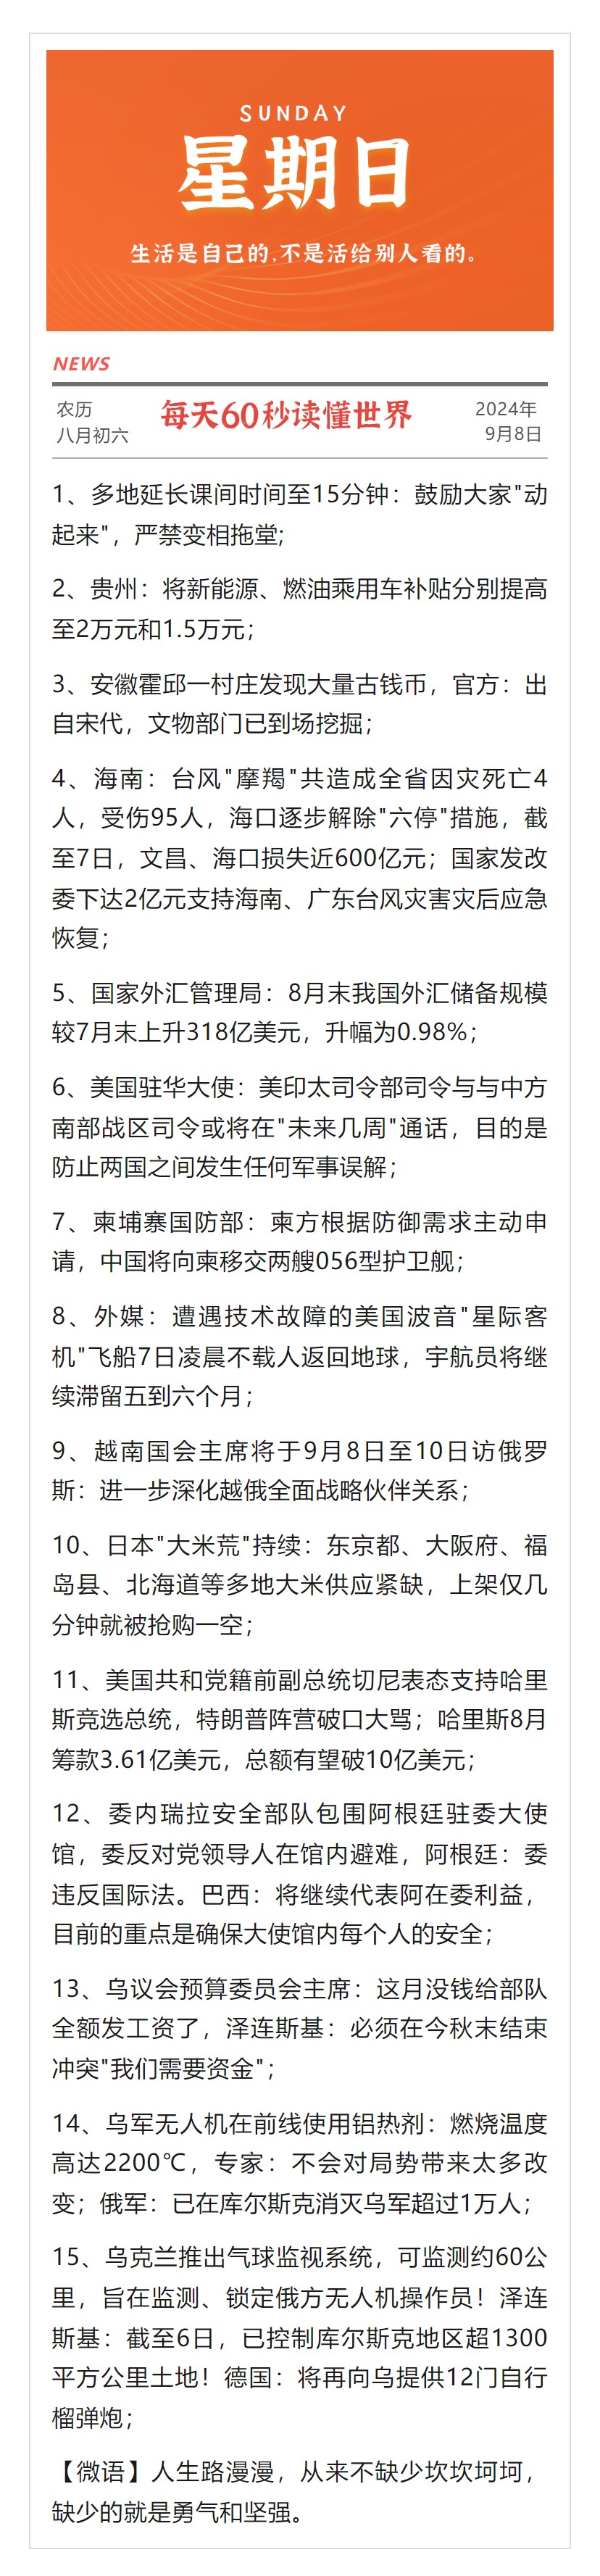 SUNDAY
星期日
生活是自己的,不是活给别人看的。
NEWS
农历
八月初六
每天60秒读懂世界
2024年
9月8日
1、多地延长课间时间至15分钟：鼓励大家"动
起来"，严禁变相拖堂;
2、贵州：将新能源、燃油乘用车补贴分别提高
至2万元和1.5万元；
3、安徽霍邱一村庄发现大量古钱币，官方：出
自宋代，文物部门已到场挖掘；
4、海南：台风"摩羯"共造成全省因灾死亡4
人，受伤95人，海口逐步解除"六停"措施，截
至7日，文昌、海口损失近600亿元；国家发改
委下达2亿元支持海南、广东台风灾害灾后应急
恢复；
5、国家外汇管理局：8月末我国外汇储备规模
较7月末上升318亿美元，升幅为0.98%；
6、美国驻华大使：美印太司令部司令与与中方
南部战区司令或将在"未来几周"通话，目的是
防止两国之间发生任何军事误解；
7、柬埔寨国防部：柬方根据防御需求主动申
请，中国将向柬移交两艘056型护卫舰；
8、外媒：遭遇技术故障的美国波音"星际客
机"飞船7日凌晨不载人返回地球，宇航员将继
续滞留五到六个月；
9、越南国会主席将于9月8日至10日访俄罗
斯：进一步深化越俄全面战略伙伴关系；
10、日本"大米荒"持续：东京都、大阪府、福
岛县、北海道等多地大米供应紧缺，上架仅几
分钟就被抢购一空；
11、美国共和党籍前副总统切尼表态支持哈里
斯竞选总统，特朗普阵营破口大骂；哈里斯8月
筹款3.61亿美元，总额有望破10亿美元；
12、委内瑞拉安全部队包围阿根廷驻委大使
馆，委反对党领导人在馆内避难，阿根廷：委
违反国际法。巴西：将继续代表阿在委利益，
目前的重点是确保大使馆内每个人的安全；
13、乌议会预算委员会主席：这月没钱给部队
全额发工资了，泽连斯基：必须在今秋末结束
冲突"我们需要资金"；
14、乌军无人机在前线使用铝热剂：燃烧温度
高达2200℃，专家：不会对局势带来太多改
变；俄军：已在库尔斯克消灭乌军超过1万人；
15、乌克兰推出气球监视系统，可监测约60公
里，旨在监测、锁定俄方无人机操作员！泽连
斯基：截至6日，已控制库尔斯克地区超1300
平方公里土地！德国：将再向乌提供12门自行
榴弹炮；
【微语】人生路漫漫，从来不缺少坎坎坷坷，
缺少的就是勇气和坚强。